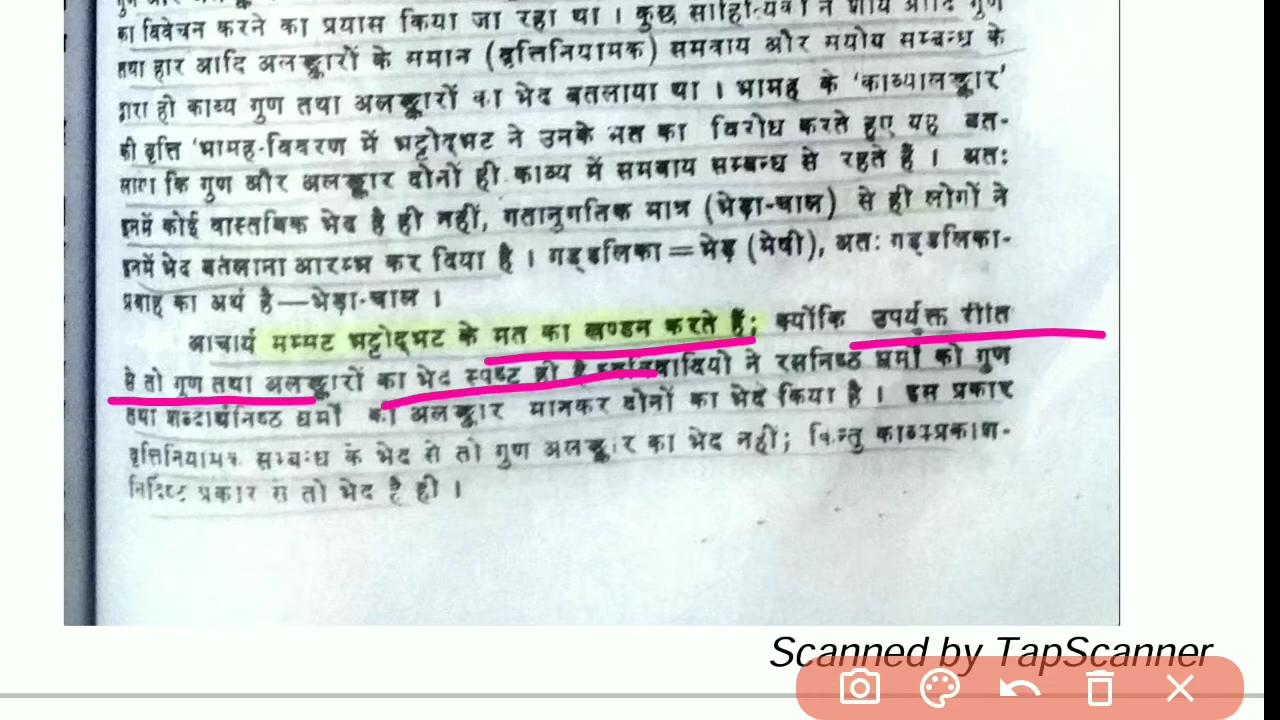 का विवेचन करने का प्रयास किया जा रहा था । कुछ
तथा हार आदि अलङ्कारों के समान (वृत्तिनियामक) समवाय और संयोग सम्बन्ध के
द्वारा ही काव्य गुण तथा अलङ्कारों का भेद बतलाया था । भामह के 'काव्यालङ्कार'
की वृत्ति 'भामह-विवरण में भट्टोद्भट ने उनके मत का विरोध करते हुए यह बत-
लाया कि गुण और अलङ्कार दोनों ही काव्य में समवाय सम्बन्ध से रहते हैं । अतः
इनमें कोई वास्तविक भेद है ही नहीं, गतानुगतिक मात्र (भेड़ा-चाल) से ही लोगों ने
इनमें भेद बतलाना आरम्भ कर दिया है । गड्डलिका = भेड़ (मेषी), अतः गड्डलिका-
प्रवाह का अर्थ है—भेड़ा-चाल ।
आचार्य मम्मट भट्टोद्भट के मत का खण्डन करते हैं; क्योंकि उपर्युक्त रीति
से तो गुण तथा अलङ्कारों का भेद स्पष्ट ही है ने रसनिष्ठ धर्मों को गुण
तथा शब्दार्थनिष्ठ धर्मों को अलङ्कार मानकर दोनों का भेद किया है । इस प्रकार
वृत्तिनियामक सम्बन्ध के भेद से तो गुण अलङ्कार का भेद नहीं; किन्तु काव्यप्रकाश-
निर्दिष्ट प्रकार से तो भेद है ही ।
Scanned by TapScanner